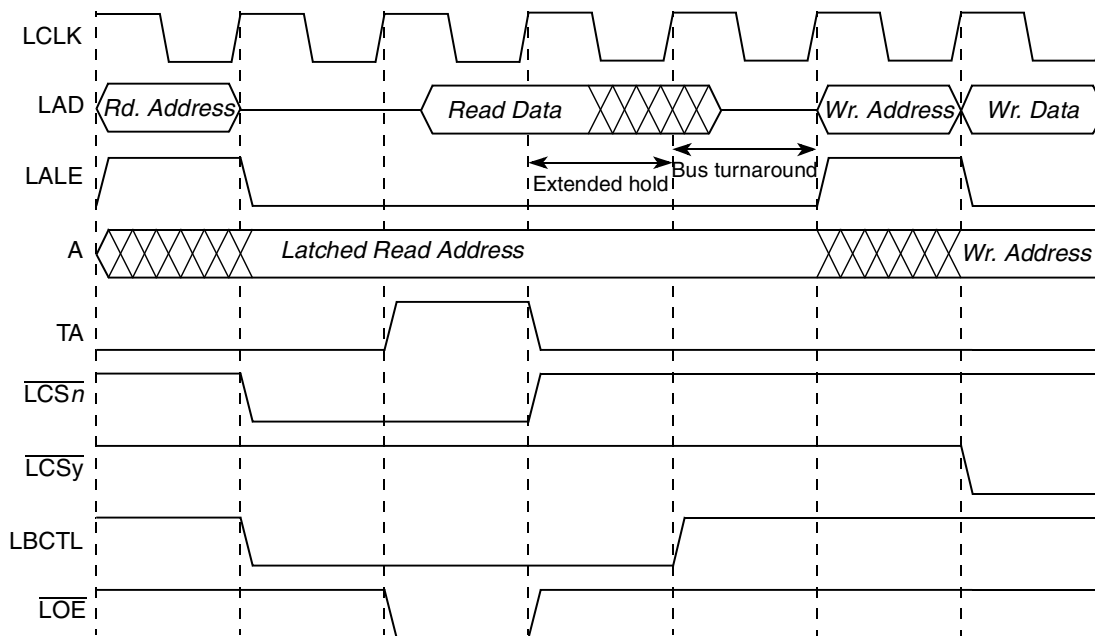 LCLK
LAD
Rd. Address
Read Data
Wr. Address
Wr. Data
LALE
Extended hold
Bus turnaround
A
Latched Read Address
Wr. Address
TA
LCSn
LCSy
LBCTL
LOE